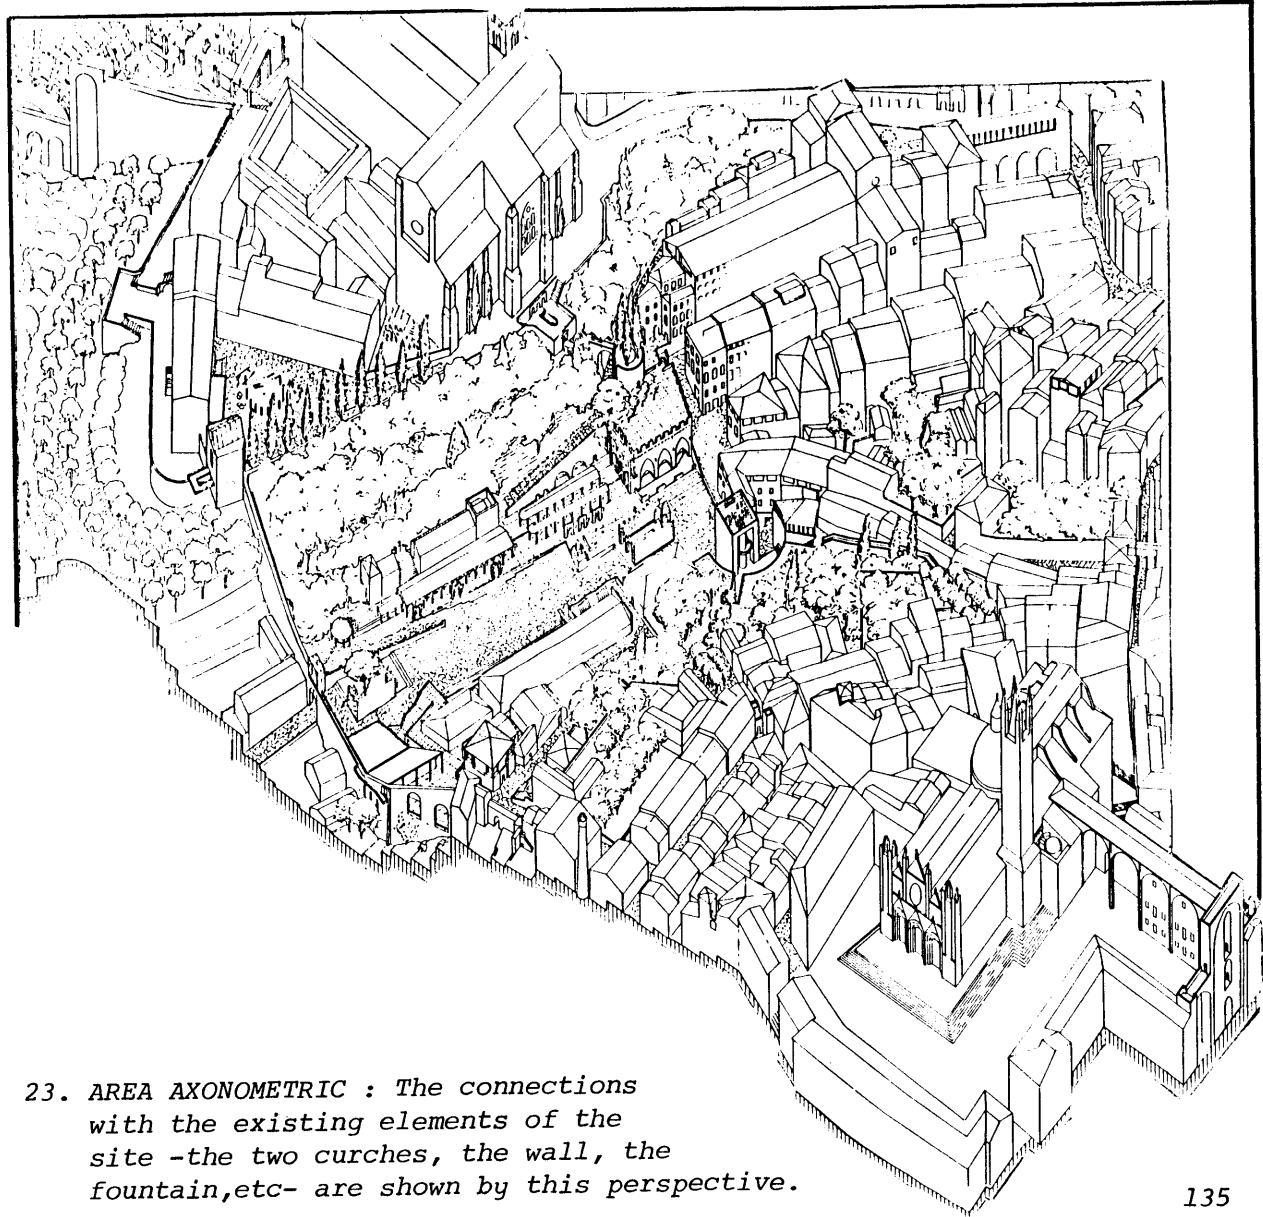 23. AREA AXONOMETRIC : The connections
with the existing elements of the
site -the two curches, the wall, the
fountain,etc- are shown by this perspective.
135